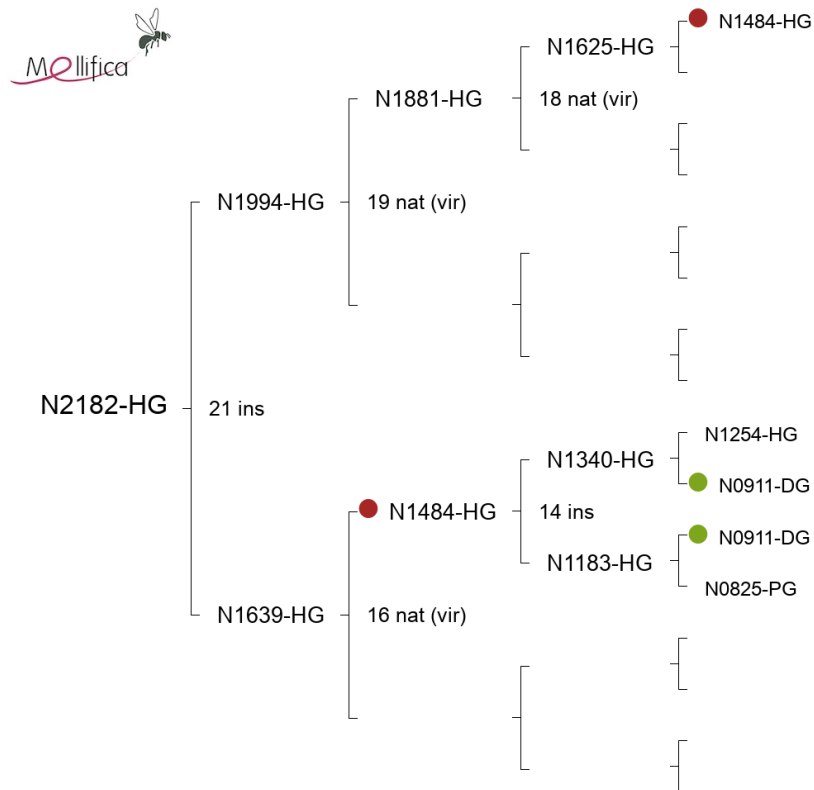 Mellifica
N1484-HG
N1625-HG
N1881-HG
18 nat (vir)
N1994-HG
19 nat (vir)
N2182-HG
21 ins
N1254-HG
N1340-HG
N0911-DG
N1484-HG
14 ins
N0911-DG
N1183-HG
N0825-PG
N1639-HG
16 nat (vir)